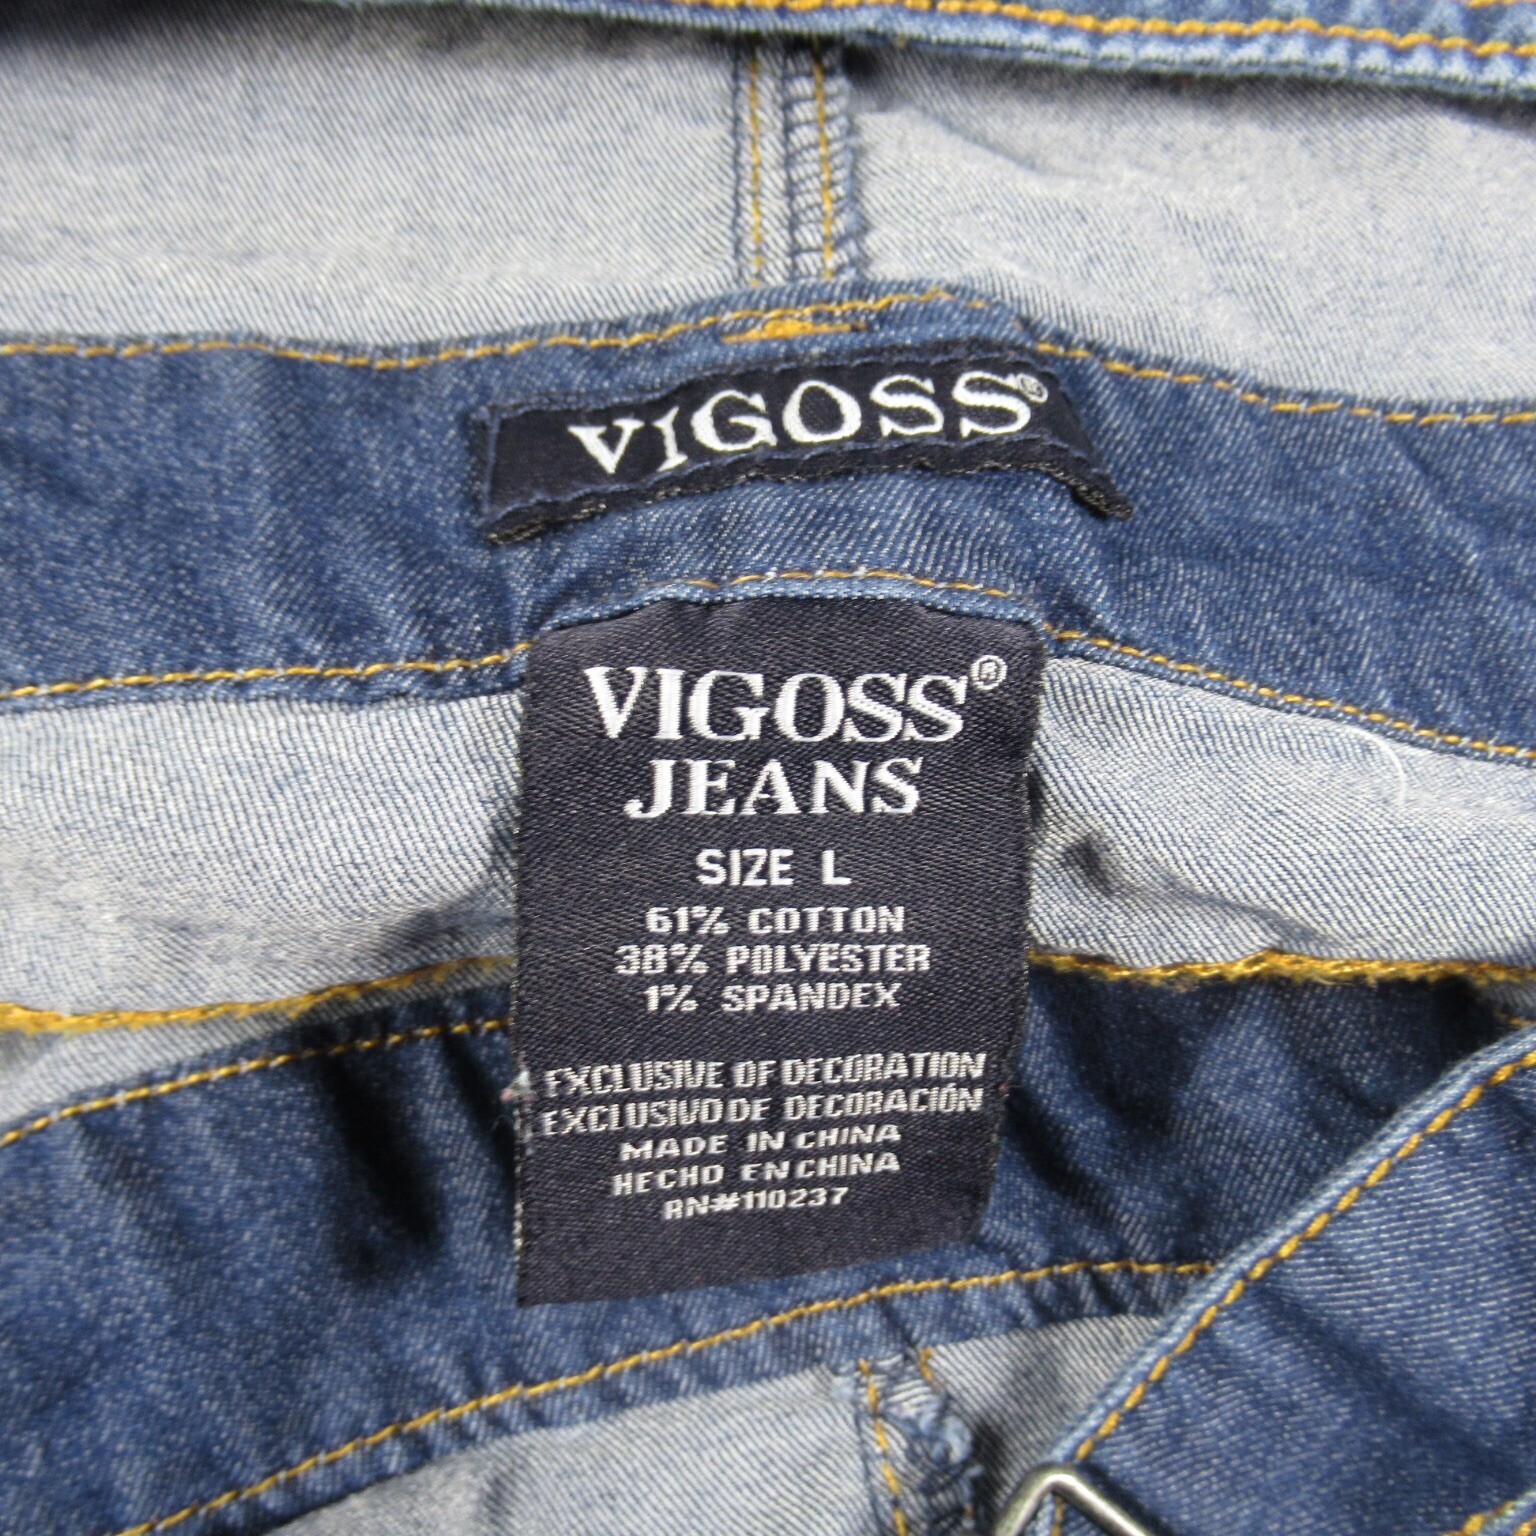 VIGOSS®
VIGOSS®
JEANS
SIZE L
61% COTTON
38% POLYESTER
1% SPANDEX
EXCLUSIVE OF DECORATION
EXCLUSIVO DE DECORACIÓN
MADE IN CHINA
HECHO EN CHINA
RN#110237